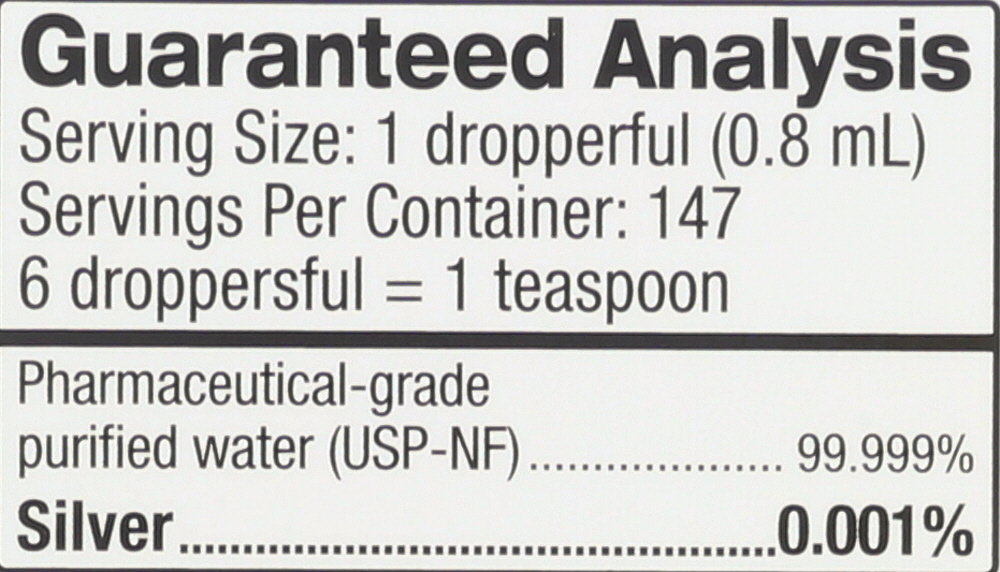 Guaranteed Analysis
Serving Size: 1 dropperful (0.8 mL)
Servings Per Container: 147
6 droppersful = 1 teaspoon
Pharmaceutical-grade
purified water (USP-NF).................... 99.999%
Silver..........................................0.001%